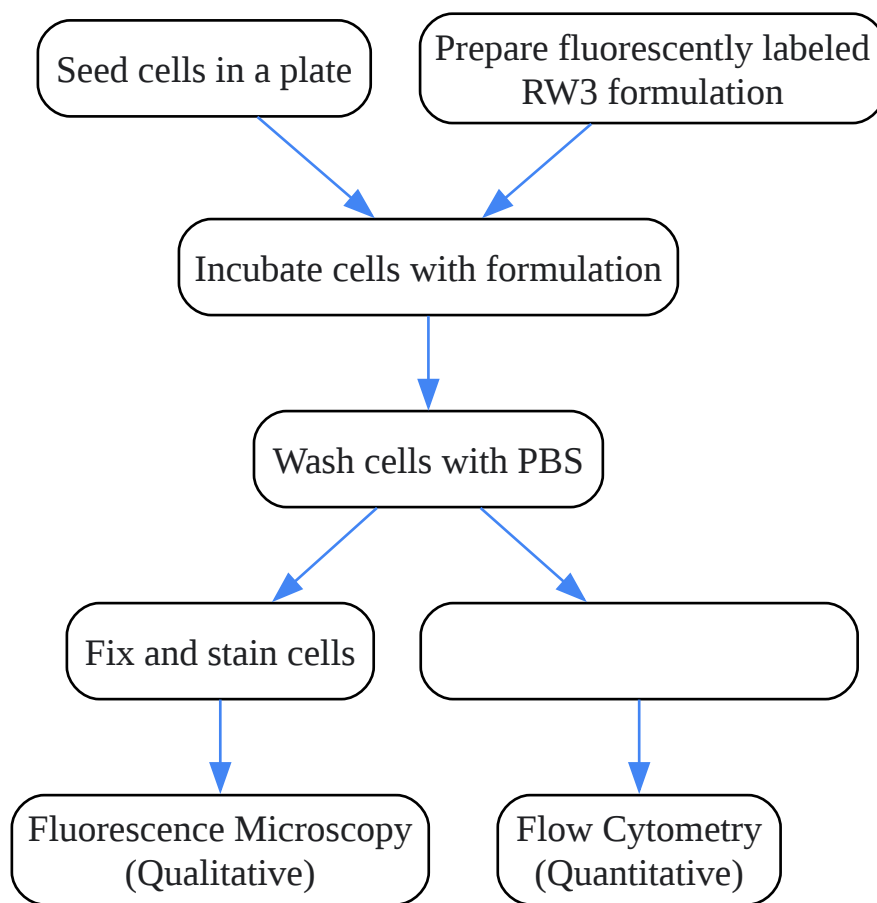 Seed cells in a plate
Prepare fluorescently labeled
RW3 formulation
Incubate cells with formulation
Wash cells with PBS
Fix and stain cells
Fluorescence Microscopy
(Qualitative)
Flow Cytometry
(Quantitative)